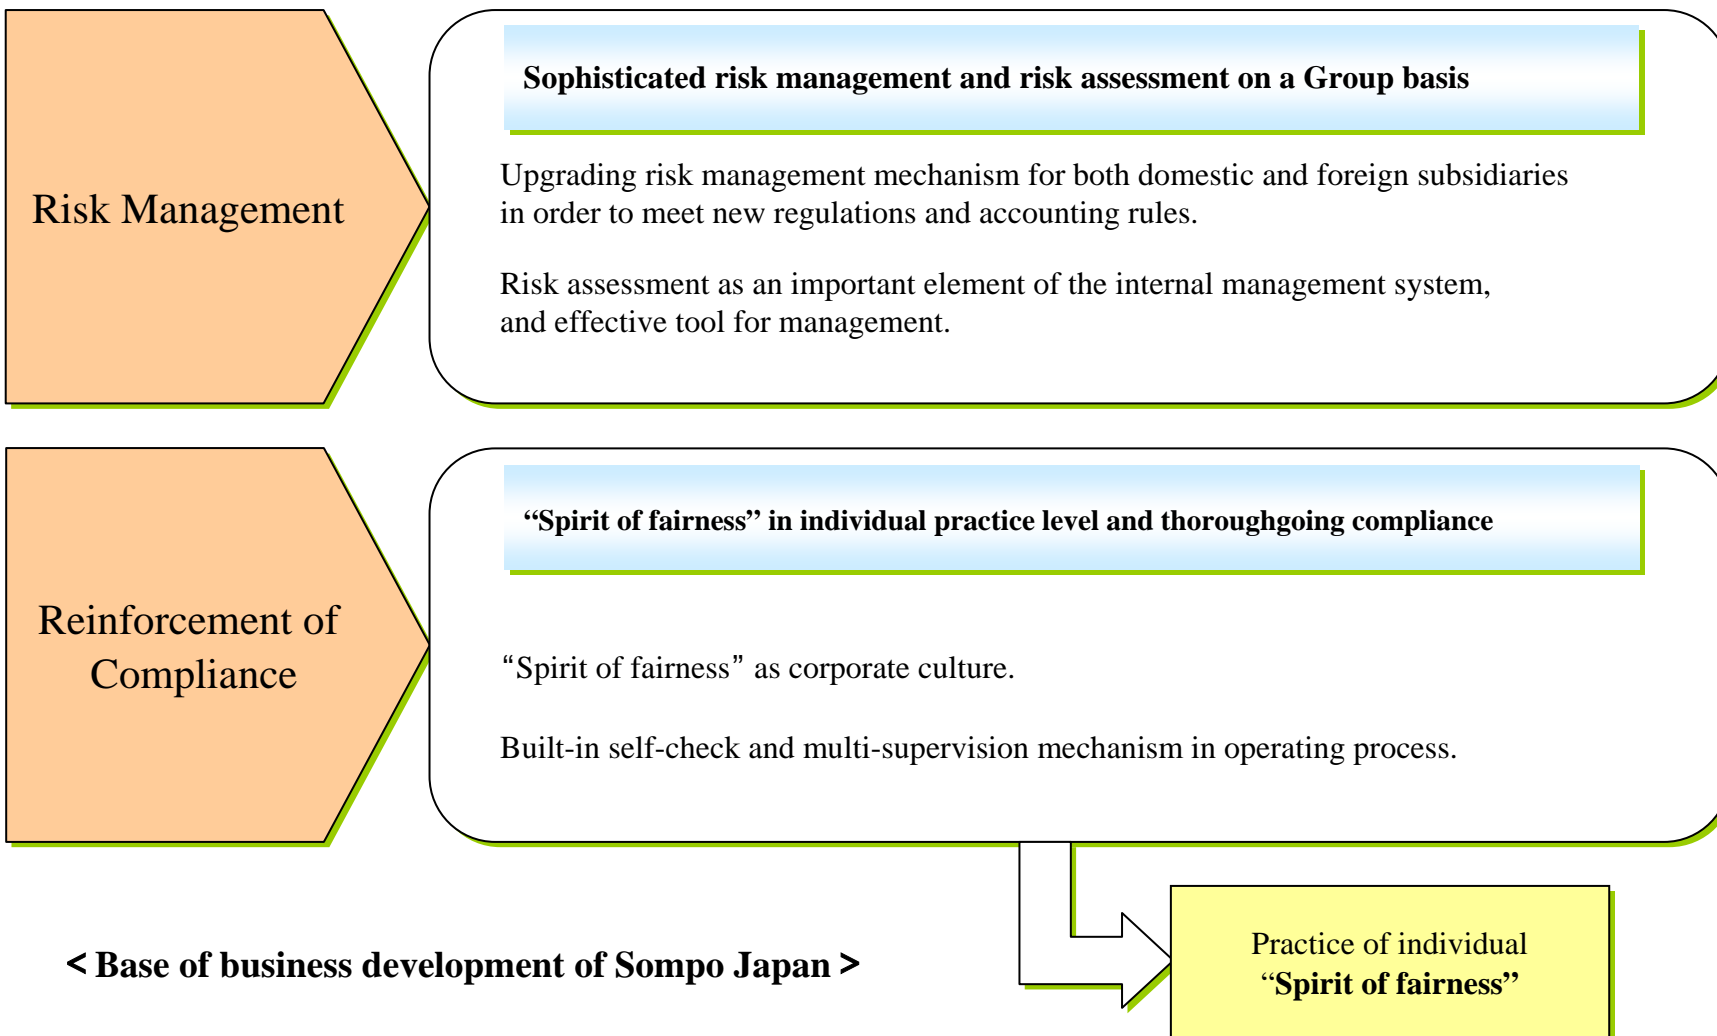 Risk Management
Sophisticated risk management and risk assessment on a Group basis
Upgrading risk management mechanism for both domestic and foreign subsidiaries
in order to meet new regulations and accounting rules.
Risk assessment as an important element of the internal management system,
and effective tool for management.
Reinforcement of
Compliance
“Spirit of fairness” in individual practice level and thoroughgoing compliance
“Spirit of fairness” as corporate culture.
Built-in self-check and multi-supervision mechanism in operating process.
< Base of business development of Sompo Japan >
Practice of individual
“Spirit of fairness”